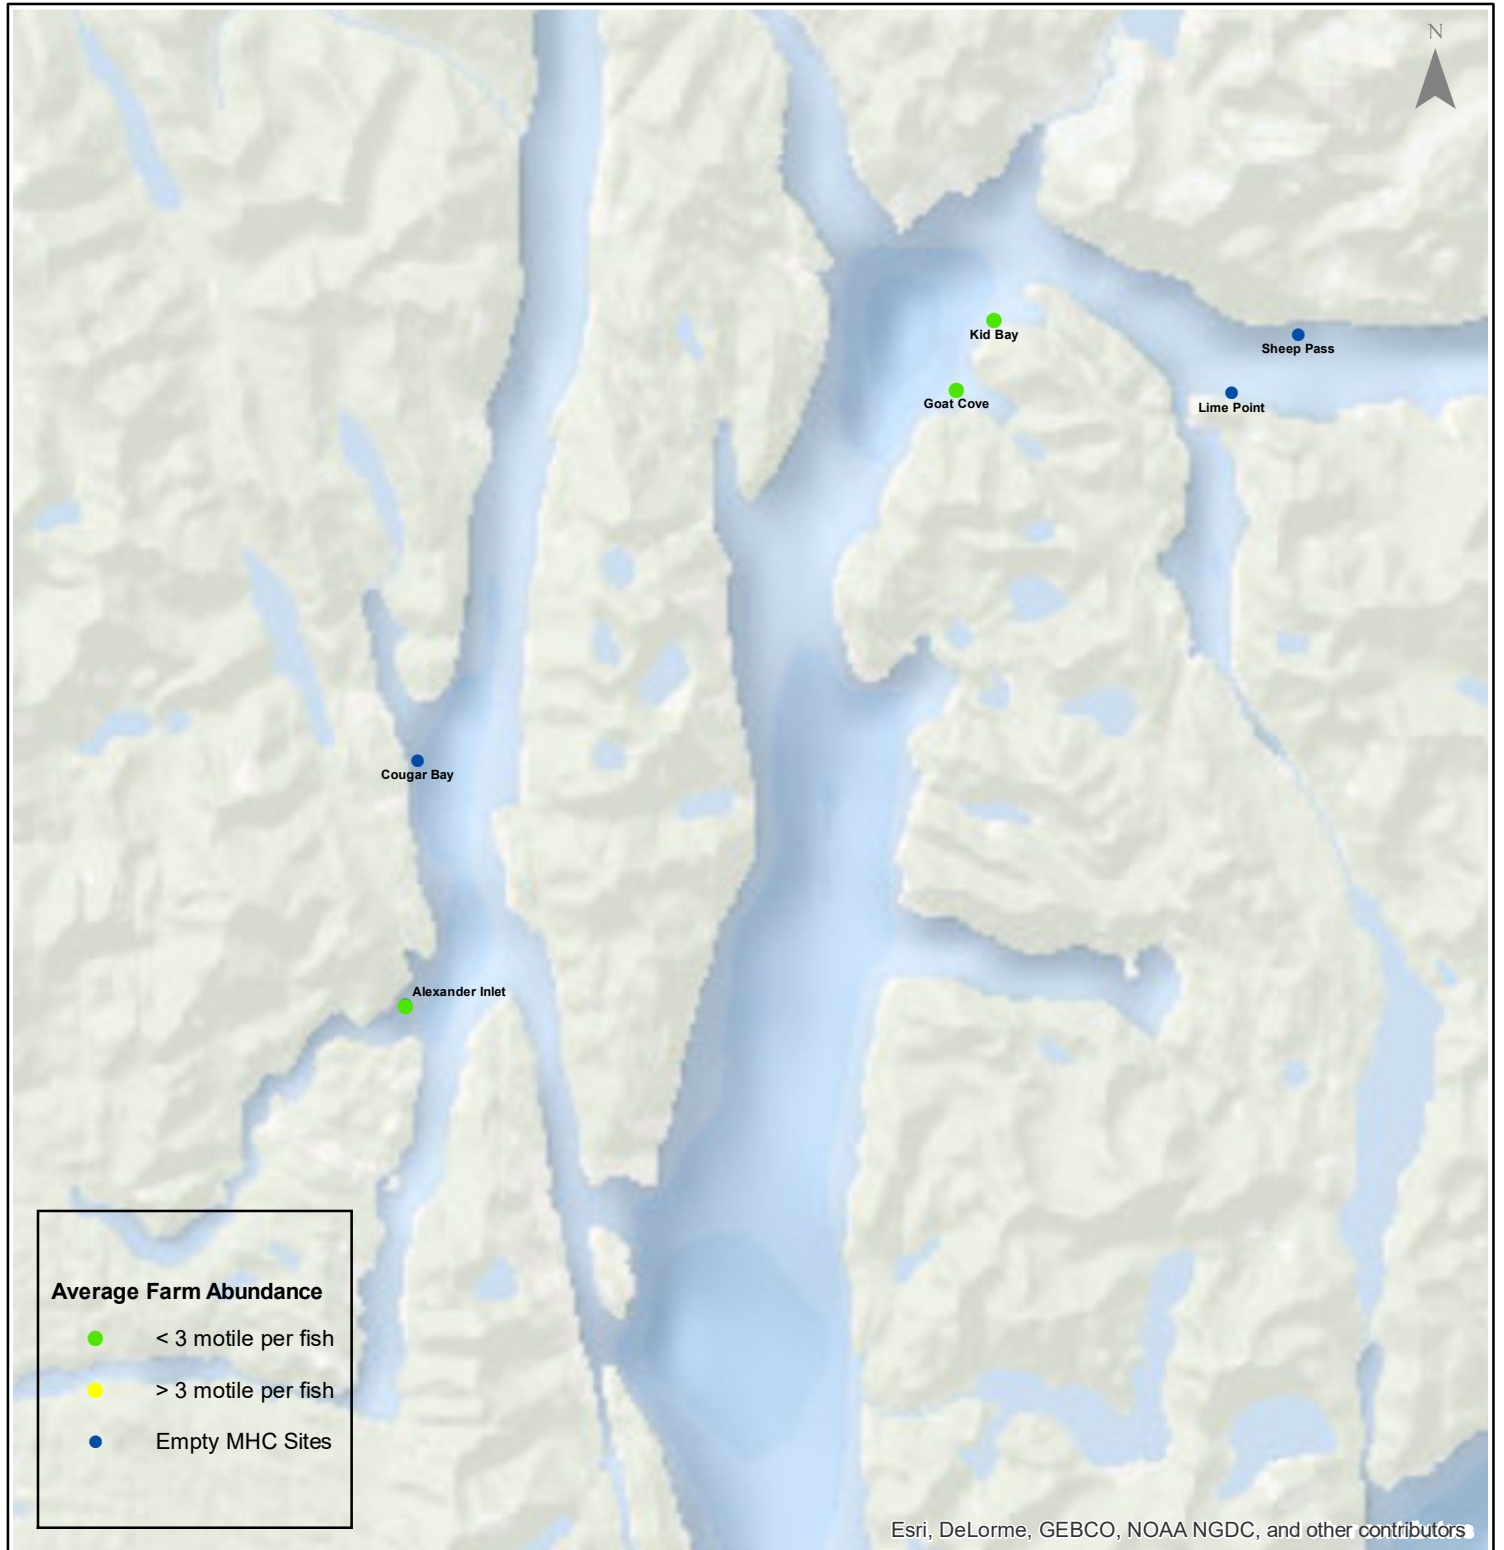 N
Kid Bay
Sheep Pass
Goat Cove
Lime Point
Cougar Bay
Alexander Inlet
Average Farm Abundance
< 3 motile per fish
> 3 motile per fish
Empty MHC Sites
Esri, DeLorme, GEBCO, NOAA NGDC, and other contributors